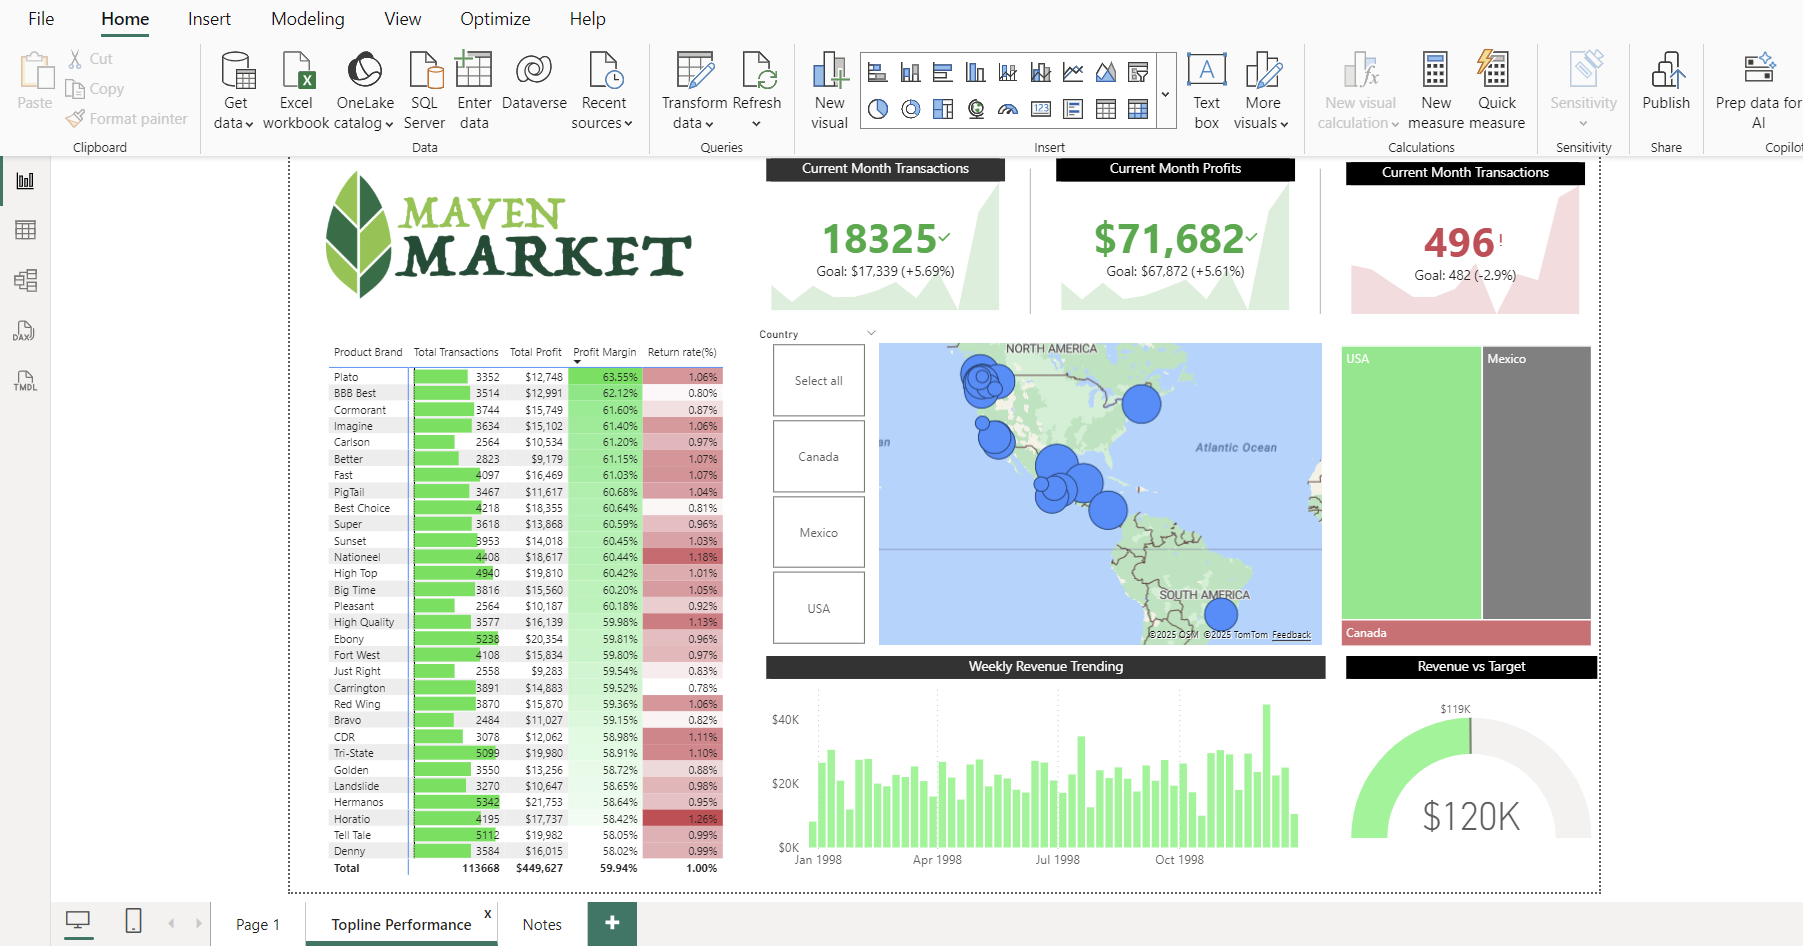 File Home Insert Modeling View Optimize Help
Paste
Cut
Copy
Format painter
Clipboard
Get data
Excel workbook
OneLake catalog
SQL Server
Enter data
Dataverse
Recent sources
Data
Transform data
Refresh
Queries
New visual
Text box
More visuals
Insert
New visual calculation
New measure
Quick measure
Calculations
Sensitivity
Sensitivity
Publish
Share
Prep data for AI
Copilot
DAX
TMDL
MAVEN
MARKET
Current Month Transactions
18325
Goal: $17,339 (+5.69%)
Current Month Profits
$71,682
Goal: $67,872 (+5.61%)
Current Month Transactions
496!
Goal: 482 (-2.9%)
Product Brand Total Transactions Total Profit Profit Margin Return rate(%)
Plato 3352 $12,748 63.55% 1.06%
BBB Best 3514 $12,991 62.12% 0.80%
Cormorant 3744 $15,749 61.60% 0.87%
Imagine 3634 $15,102 61.40% 1.06%
Carlson 2564 $10,534 61.20% 0.97%
Better 2823 $9,179 61.15% 1.07%
Fast 4097 $16,469 61.03% 1.07%
PigTail 3467 $11,617 60.68% 1.04%
Best Choice 4218 $18,355 60.64% 0.81%
Super 3618 $13,868 60.59% 0.96%
Sunset 3953 $14,018 60.45% 1.03%
Nationeel 4408 $18,617 60.44% 1.18%
High Top 4940 $19,810 60.42% 1.01%
Big Time 3816 $15,560 60.20% 1.05%
Pleasant 2564 $10,187 60.18% 0.92%
High Quality 3577 $16,139 59.98% 1.13%
Ebony 5238 $20,354 59.81% 0.96%
Fort West 4108 $15,834 59.80% 0.97%
Just Right 2558 $9,283 59.54% 0.83%
Carrington 3891 $14,883 59.52% 0.78%
Red Wing 3870 $15,870 59.36% 1.06%
Bravo 2484 $11,027 59.15% 0.82%
CDR 3078 $12,062 58.98% 1.11%
Tri-State 5099 $19,980 58.91% 1.10%
Golden 3550 $13,256 58.72% 0.88%
Landslide 3270 $10,647 58.65% 0.98%
Hermanos 5342 $21,753 58.64% 0.95%
Horatio 4195 $17,737 58.42% 1.26%
Tell Tale 5112 $19,982 58.05% 0.99%
Denny 3584 $16,015 58.02% 0.99%
Total 113668 $449,627 59.94% 1.00%
Country
Select all
Canada
Mexico
USA
NORTH AMERICA
an
Atlantic Ocean
SOUTH AMERICA
©2025 OSM ©2025 TomTom Feedback
USA
Mexico
Canada
Weekly Revenue Trending
$40K
$20K
$0K
Jan 1998 Apr 1998 Jul 1998 Oct 1998
Revenue vs Target
$119K
$120K
Page 1 Topline Performance x Notes +